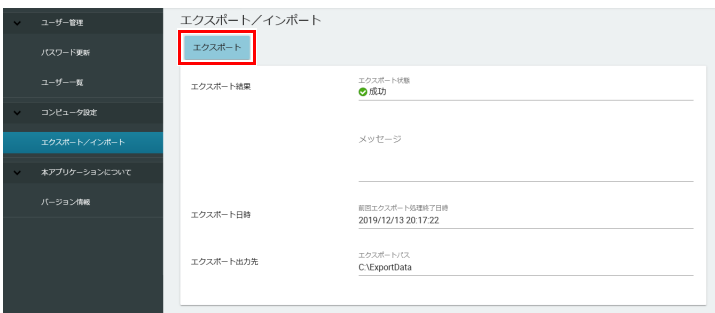 ユーザー管理
パスワード更新
ユーザー一覧
コンピュータ設定
エクスポート／インポート
本アプリケーションについて
バージョン情報
エクスポート／インポート
エクスポート
エクスポート結果
エクスポート状態
成功
メッセージ
エクスポート日時
前回エクスポート処理終了日時
2019/12/13 20:17:22
エクスポート出力先
エクスポートパス
C:\ExportData